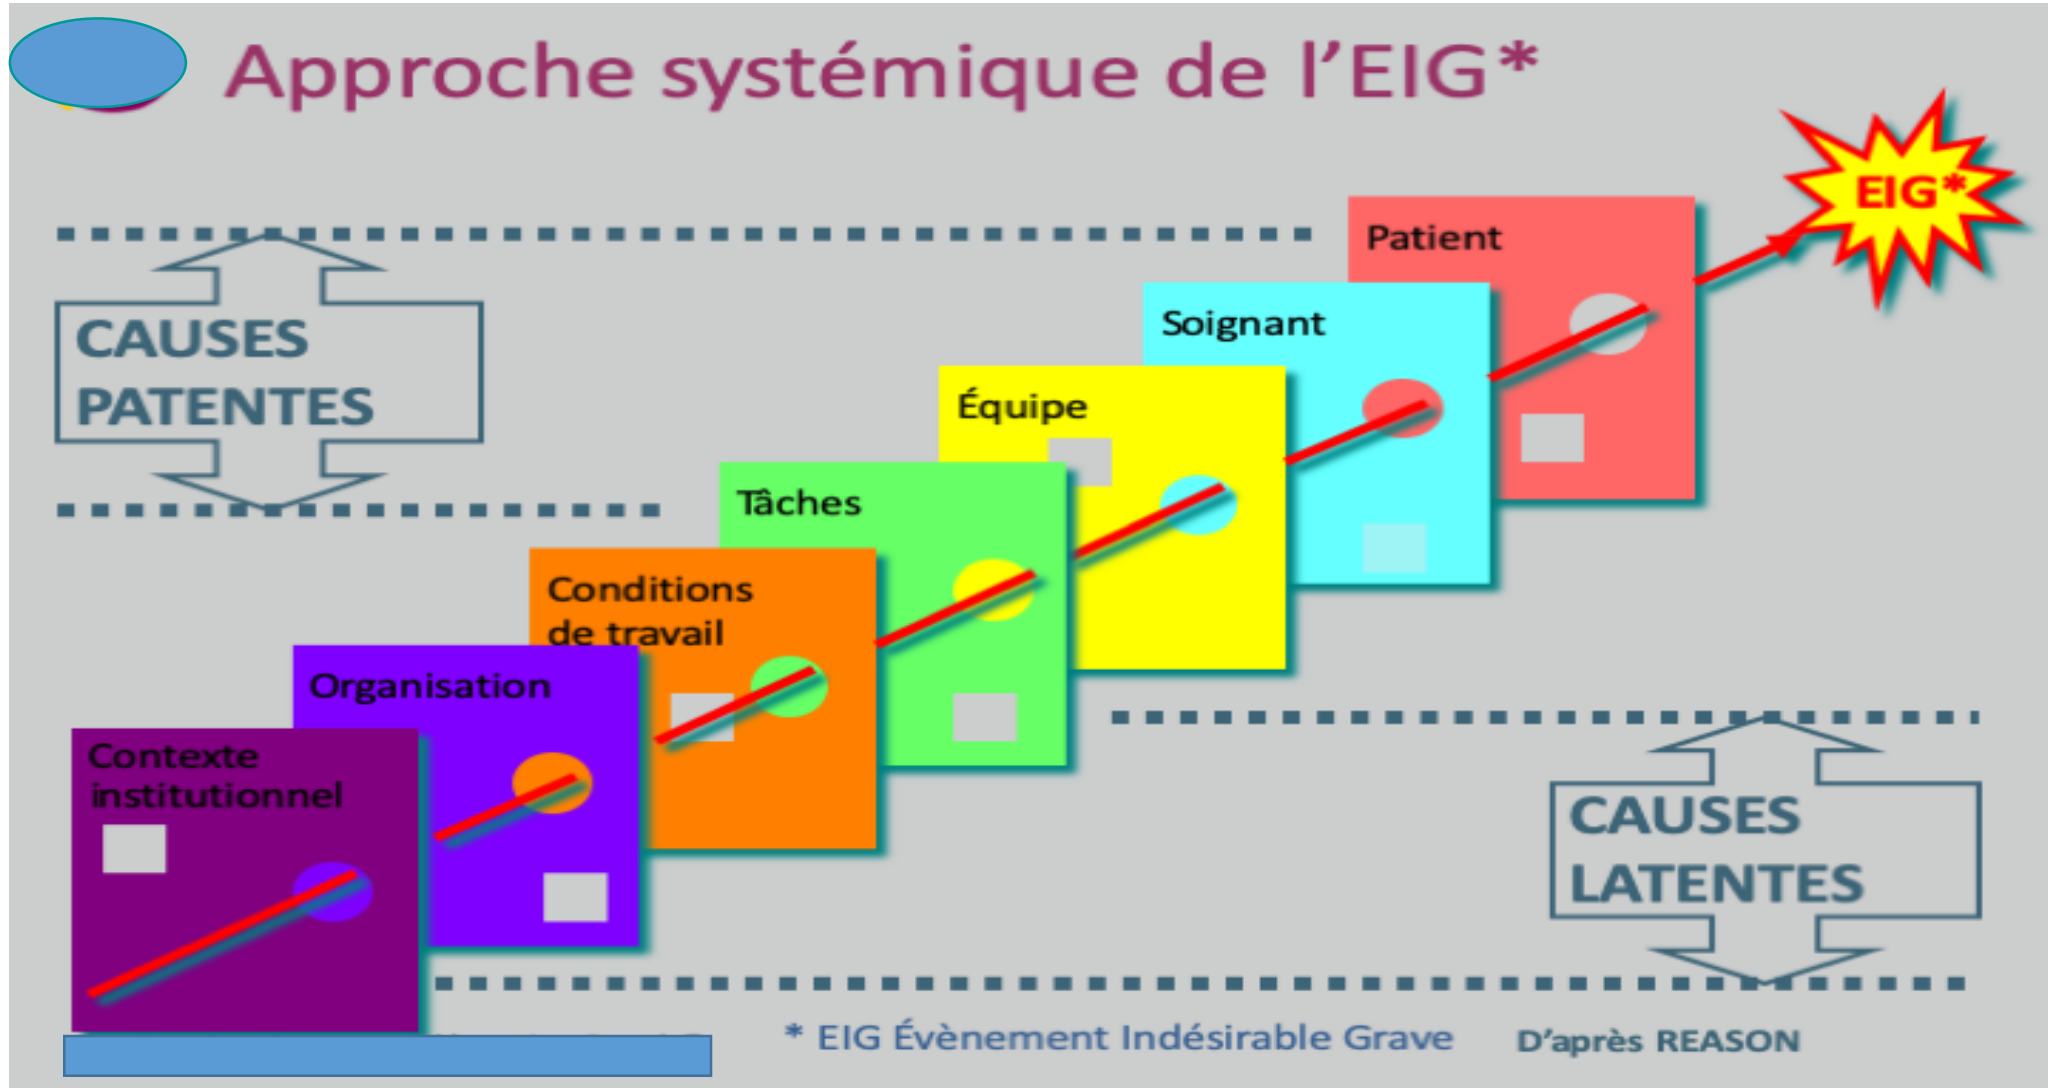 Approche systémique de l’EIG*
EIG*
Patient
Soignant
CAUSES
PATENTES
Équipe
Tâches
Conditions
de travail
Organisation
Contexte
institutionnel
CAUSES
LATENTES
* EIG Évènement Indésirable Grave
D’après REASON